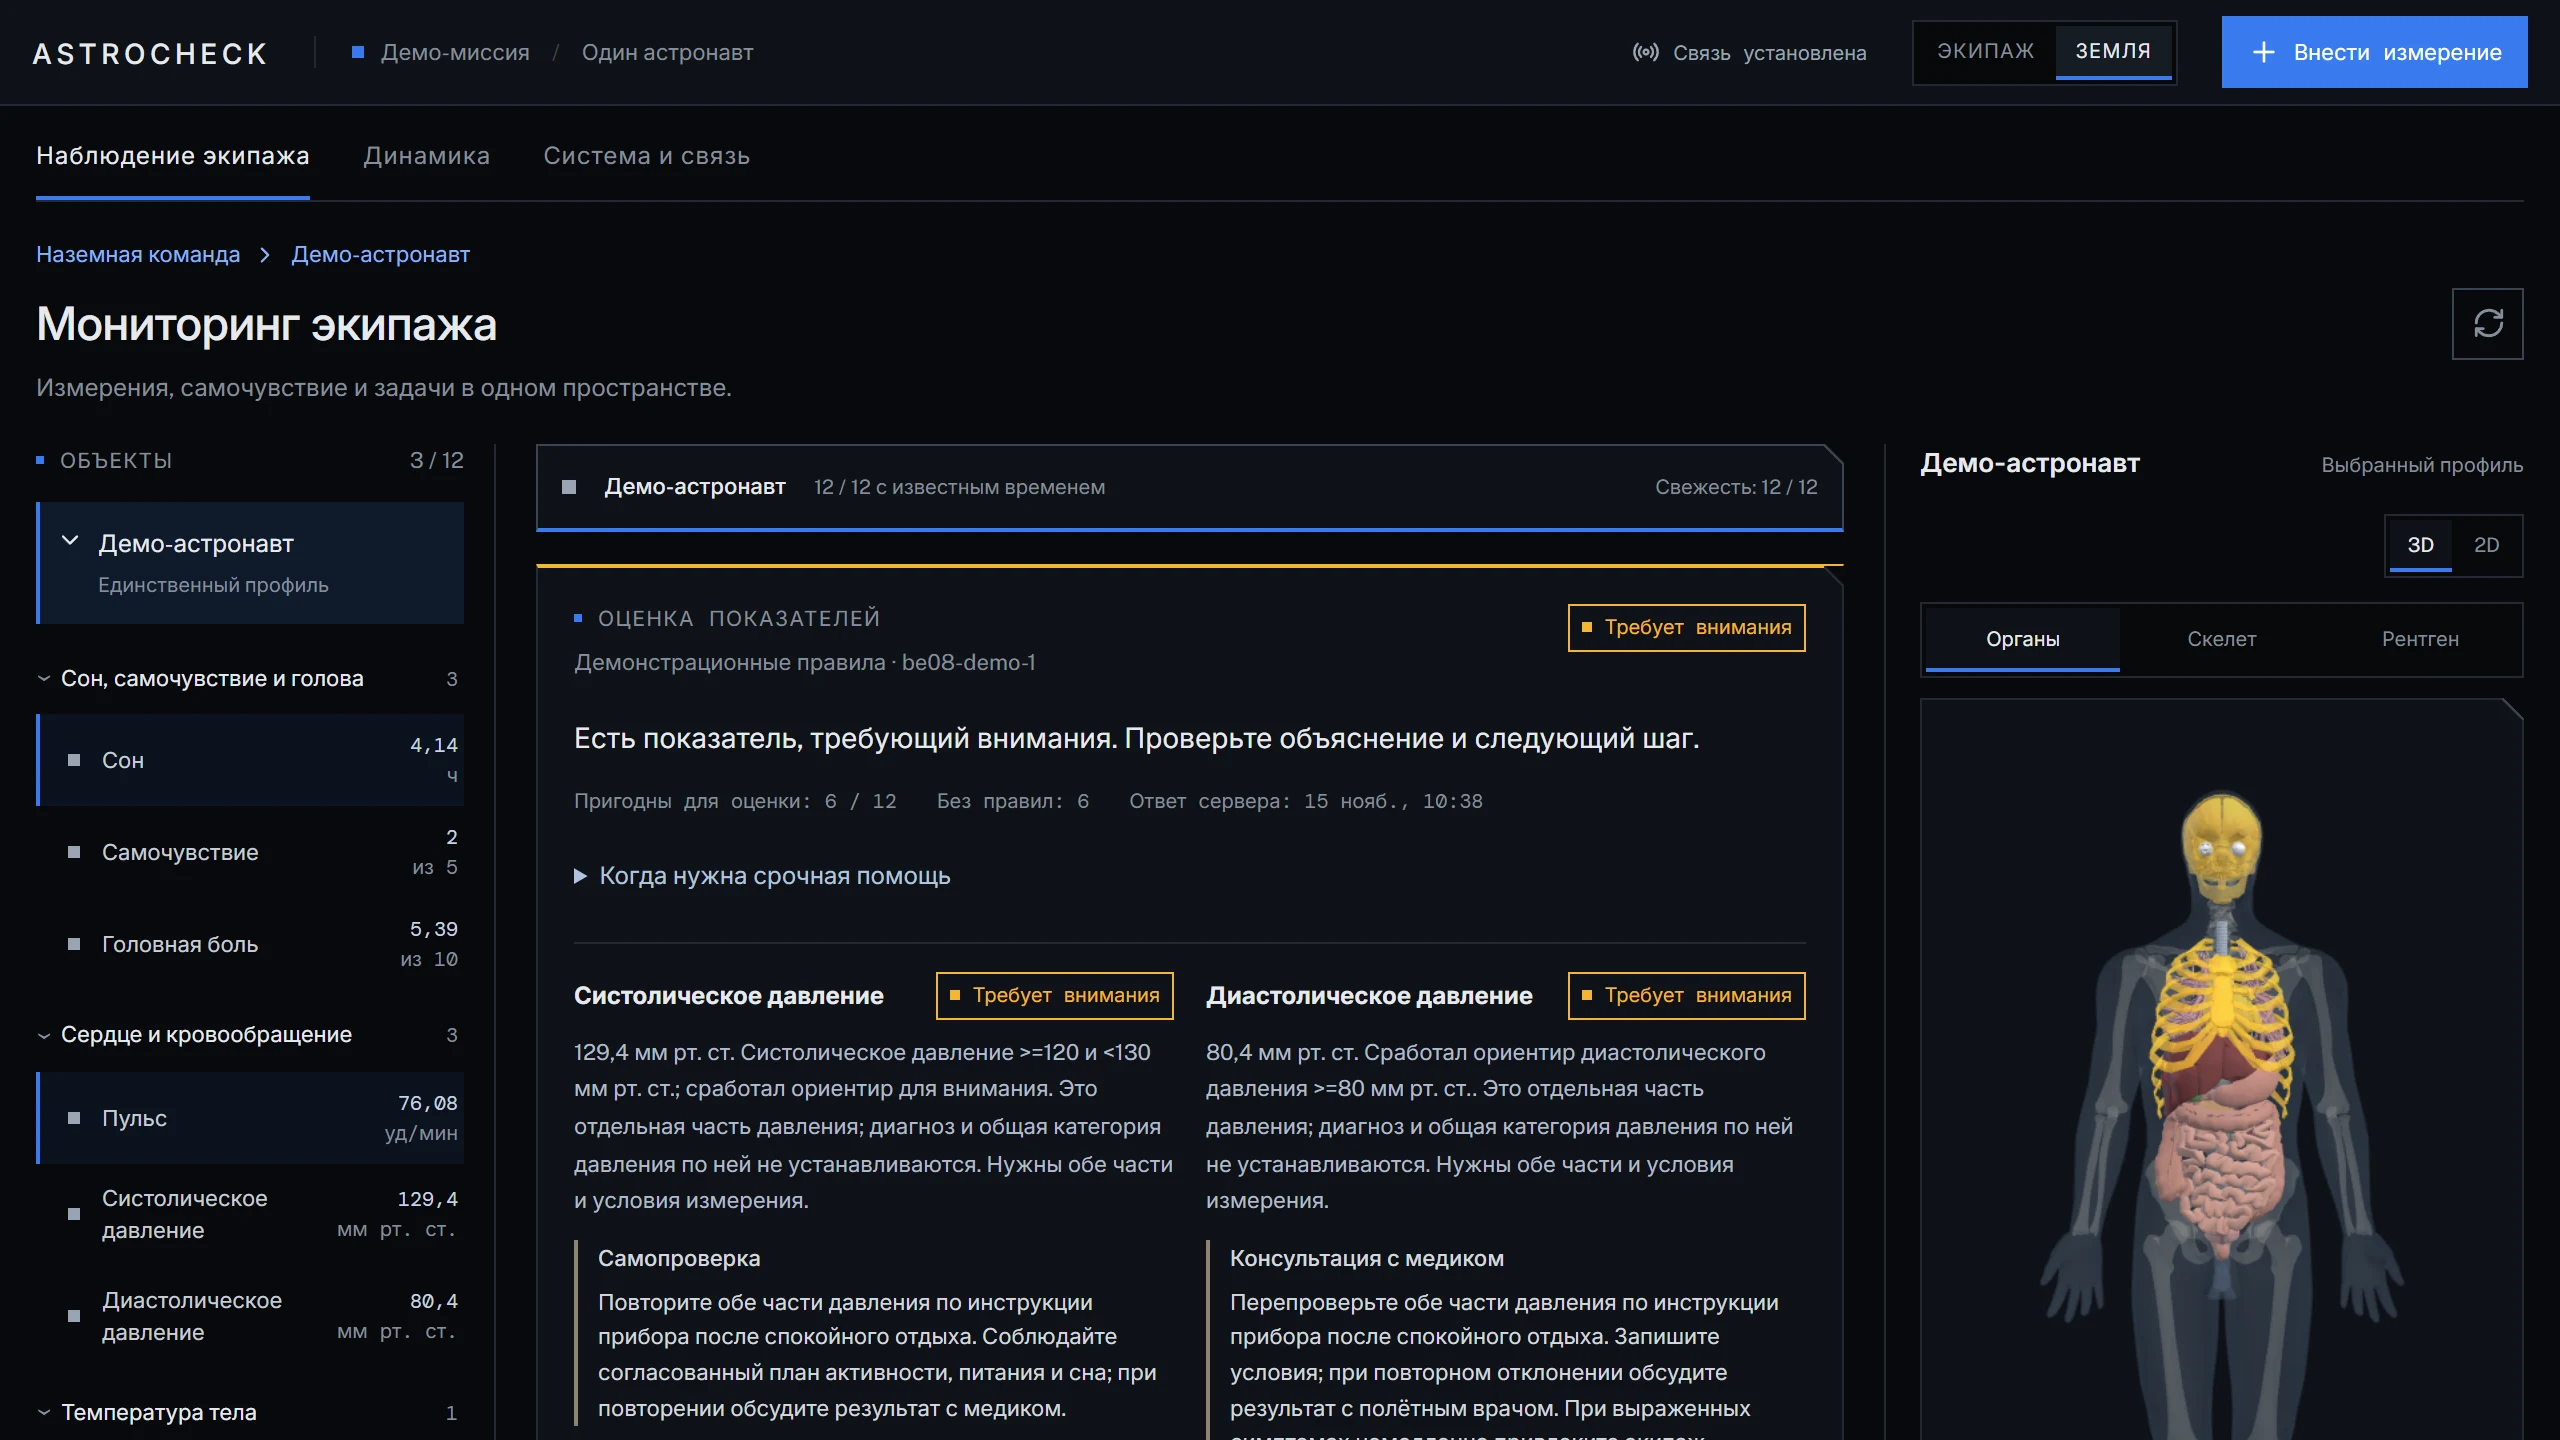 ASTROCHECK
Демо-миссия / Один астронавт
Связь установлена
ЭКИПАЖ
ЗЕМЛЯ
Внести измерение
Наблюдение экипажа
Динамика
Система и связь
Наземная команда
Демо-астронавт
Мониторинг экипажа
Измерения, самочувствие и задачи в одном пространстве.
ОБЪЕКТЫ 3 / 12
Демо-астронавт
Единственный профиль
Сон, самочувствие и голова 3
Сон 4,14
ч
Самочувствие 2
из 5
Головная боль 5,39
из 10
Сердце и кровообращение 3
Пульс 76,08
уд/мин
Систолическое 129,4
давление мм рт. ст.
Диастолическое 80,4
давление мм рт. ст.
Температура тела 1
Демо-астронавт 12 / 12 с известным временем Свежесть: 12 / 12
ОЦЕНКА ПОКАЗАТЕЛЕЙ
Требует внимания
Демонстрационные правила · be08-demo-1
Есть показатель, требующий внимания. Проверьте объяснение и следующий шаг.
Пригодны для оценки: 6 / 12 Без правил: 6 Ответ сервера: 15 нояб., 10:38
Когда нужна срочная помощь
Систолическое давление Требует внимания
129,4 мм рт. ст. Систолическое давление >=120 и <130
мм рт. ст.; сработал ориентир для внимания. Это
отдельная часть давления; диагноз и общая категория
давления по ней не устанавливаются. Нужны обе части
и условия измерения.
Самопроверка
Повторите обе части давления по инструкции
прибора после спокойного отдыха. Соблюдайте
согласованный план активности, питания и сна; при
повторении обсудите результат с медиком.
Диастолическое давление Требует внимания
80,4 мм рт. ст. Сработал ориентир диастолического
давления >=80 мм рт. ст.. Это отдельная часть
давления; диагноз и общая категория давления по ней
не устанавливаются. Нужны обе части и условия
измерения.
Консультация с медиком
Перепроверьте обе части давления по инструкции
прибора после спокойного отдыха. Запишите
условия; при повторном отклонении обсудите
результат с полётным врачом. При выраженных
Демо-астронавт
Выбранный профиль
3D
2D
Органы
Скелет
Рентген